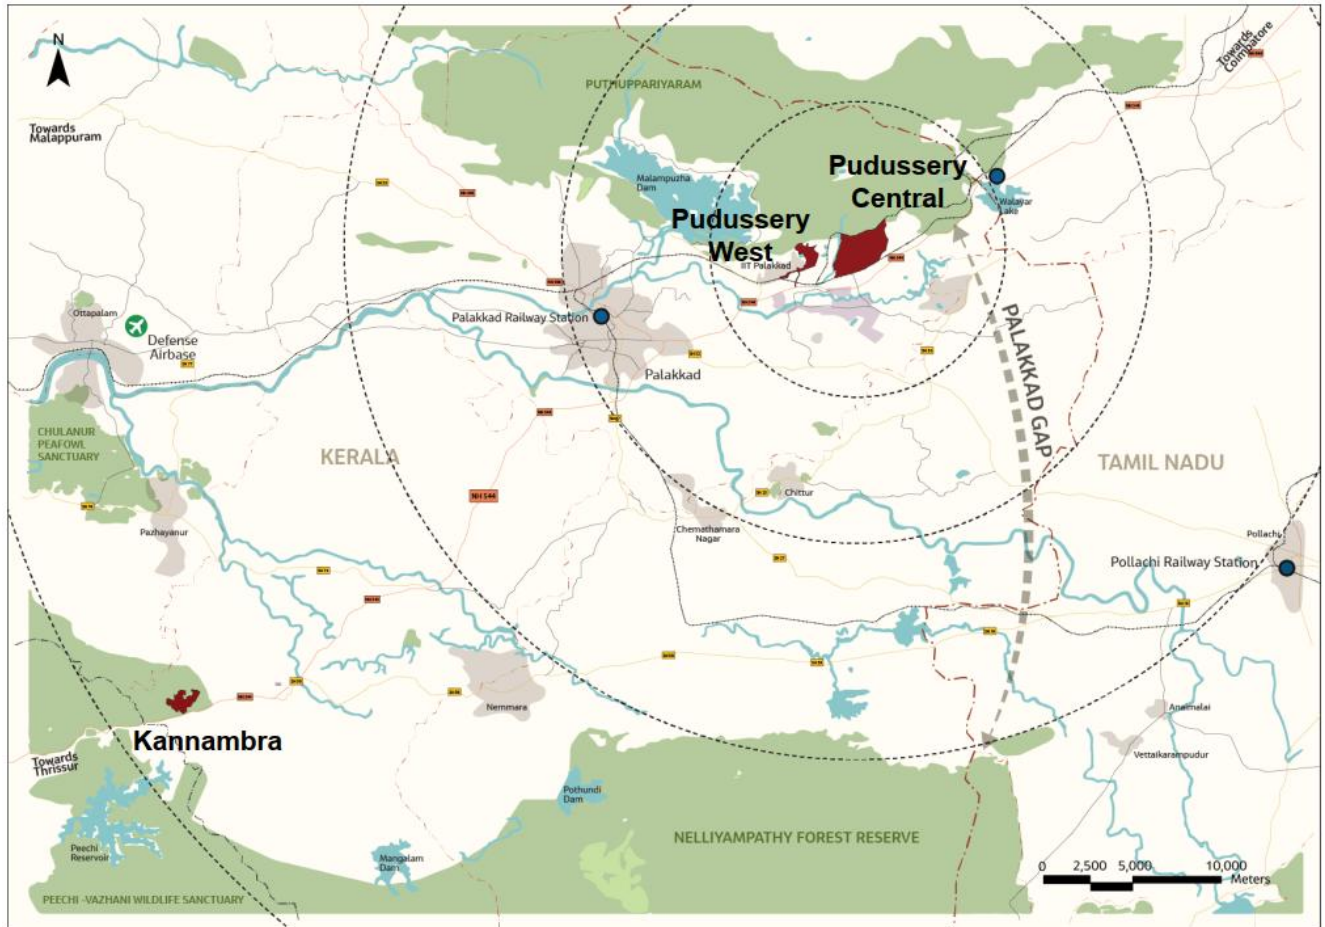 N
Towards
Coimbatore
PUTHUPPARIYARAM
Towards
Malappuram
Malampuzha
Dam
Pudussery
Central
Walayar
Lake
Pudussery
West
IIT Palakkad
Ottapalam
Defense
Airbase
Palakkad Railway Station
Palakkad
PALAKKAD GAP
CHULANUR
PEAFOWL
SANCTUARY
KERALA
TAMIL NADU
NH 544
Chittur
Pazhayanur
Chemathamara
Nagar
Pollachi
Pollachi Railway Station
Nemmara
Anaimalai
Kannambra
Vettaikarampudur
Towards
Thrissur
Pothundi
Dam
NELLIYAMPATHY FOREST RESERVE
Peechi
Reservoir
Mangalam
Dam
0 2,500 5,000 10,000
Meters
PEECHI -VAZHANI WILDLIFE SANCTUARY